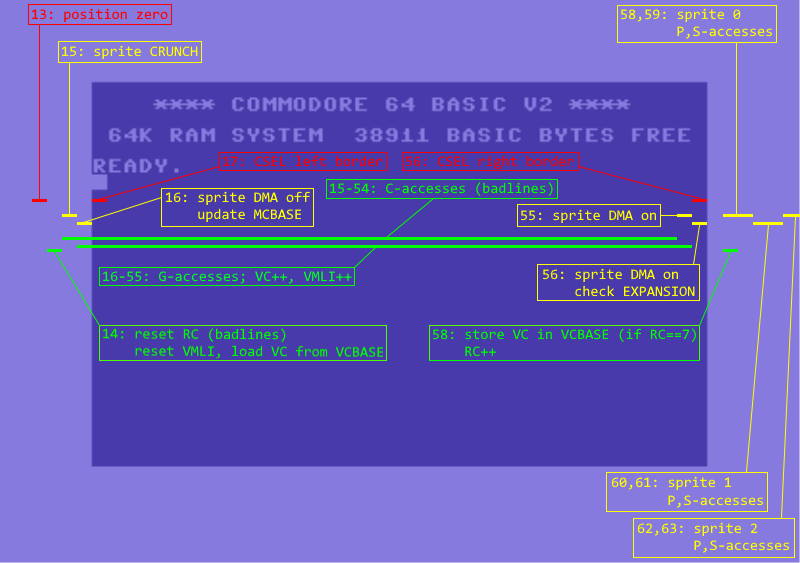 13: position zero
58,59: sprite 0
P,S-accesses
15: sprite CRUNCH
**** COMMODORE 64 BASIC V2 ****
64K RAM SYSTEM 38911 BASIC BYTES FREE
READY.
17: CSEL left border
56: CSEL right border
15-54: C-accesses (badlines)
16: sprite DMA off
update MCBASE
55: sprite DMA on
16-55: G-accesses; VC++, VMLI++
56: sprite DMA on
check EXPANSION
14: reset RC (badlines)
reset VMLI, load VC from VCBASE
58: store VC in VCBASE (if RC==7)
RC++
60,61: sprite 1
P,S-accesses
62,63: sprite 2
P,S-accesses